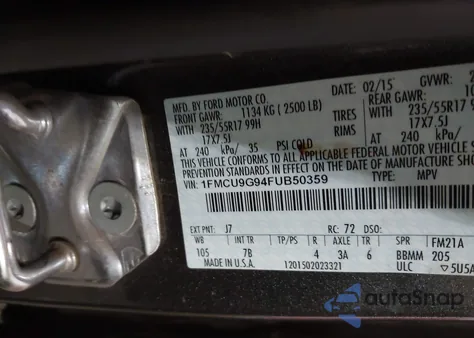 MFD. BY FORD MOTOR CO.
02/15 GVWR:
FRONT GAWR: 1134 KG ( 2500 LB) REAR GAWR:
WITH 235/55R17 99H TIRES WITH 235/55R17
17X7.5J RIMS 17X7.5J
AT 240 kPa/ 35 PSI COLD AT 240 kPa/
THIS VEHICLE CONFORMS TO ALL APPLICABLE FEDERAL MOTOR VEHICLE
PREVENTION STANDARDS IN EFFECT ON THE DATE OF MANUFACTURE
VIN: 1FMCU9G94FUB50359 TYPE: MPV
EXT PNT: J7 RC: 72 DSO:
WB INT TR TP/PS R AXLE TR SPR FM21A
105 7B 4 3A 6 BBMM 205
U.S.A. 1201502023321 ULC 5U5A
autoSnap